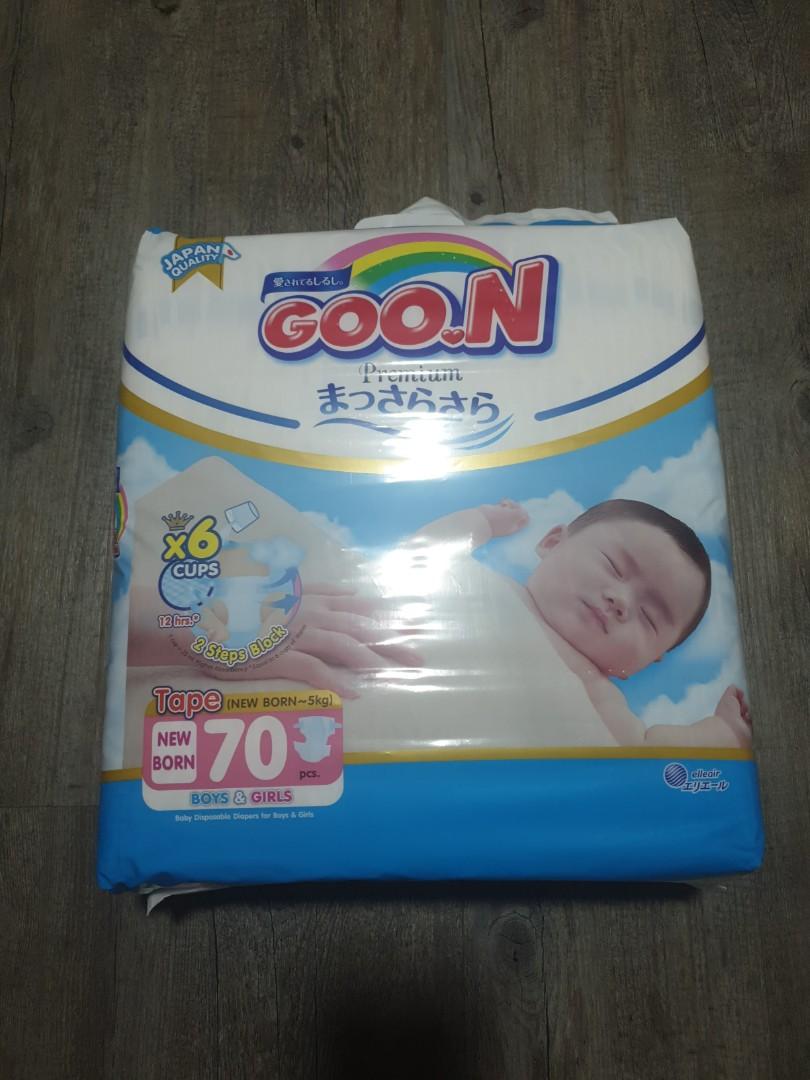 JAPAN
QUALITY
愛されてるしるし。
GOO.N
Premium
まっさらさら
x6
CUPS
12 hrs.*
2 Steps Block
Tape (NEW BORN~5kg)
NEW BORN
70
pcs.
BOYS & GIRLS
Baby Disposable Diapers for Boys & Girls
elleair
エリエール